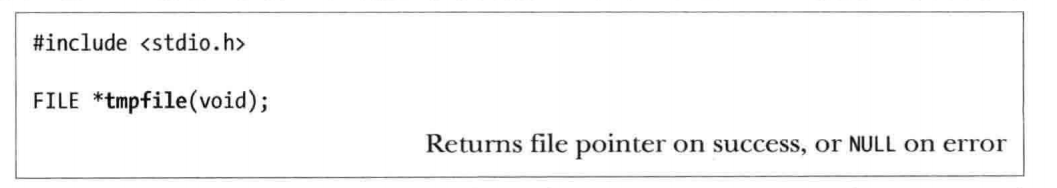 #include <stdio.h>
FILE *tmpfile(void);
Returns file pointer on success, or NULL on error